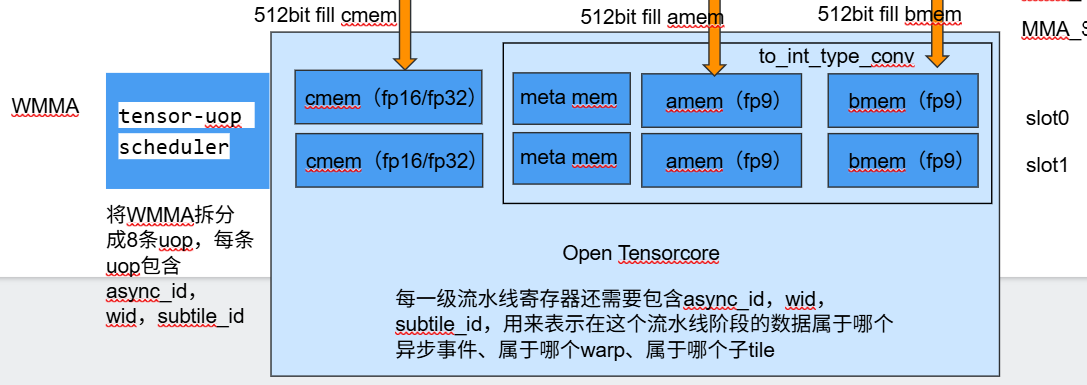 512bit fill cmem
512bit fill amem
512bit fill bmem
MMA_S
to_int_type_conv
WMMA
tensor-uop
scheduler
cmem（fp16/fp32）
meta mem
amem（fp9）
bmem（fp9）
slot0
cmem（fp16/fp32）
meta mem
amem（fp9）
bmem（fp9）
slot1
将WMMA拆分
成8条uop，每条
uop包含
async_id，
wid，subtile_id
Open Tensorcore
每一级流水线寄存器还需要包含async_id，wid，
subtile_id，用来表示在这个流水线阶段的数据属于哪个
异步事件、属于哪个warp、属于哪个子tile